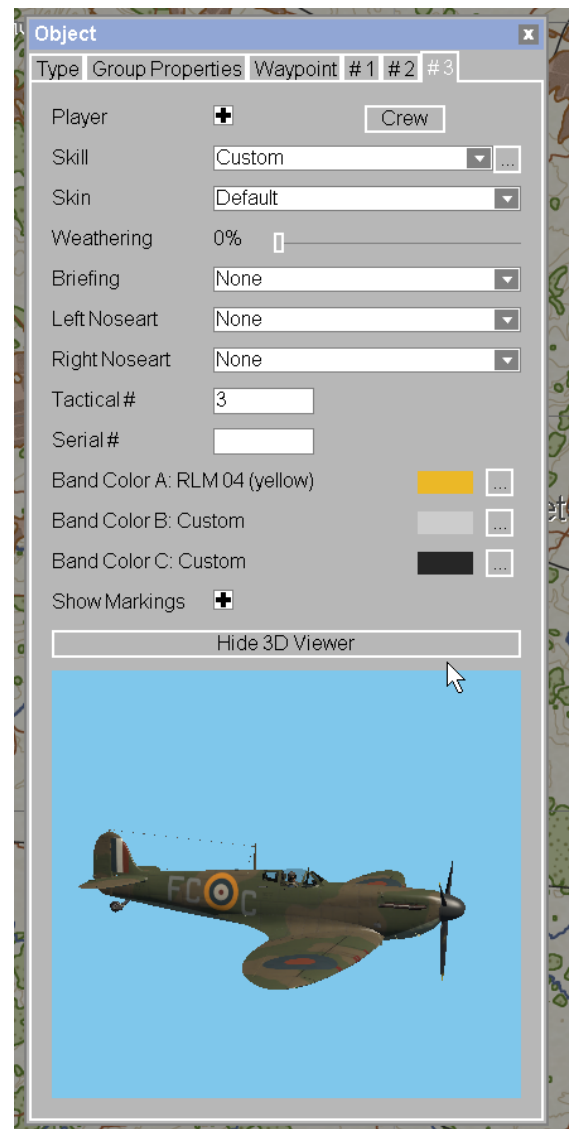 Object x
Type Group Properties Waypoint #1 #2 #3
Player Crew
Skill Custom ...
Skin Default
Weathering 0%
Briefing None
Left Noseart None
Right Noseart None
Tactical # 3
Serial #
Band Color A: RLM 04 (yellow) ...
Band Color B: Custom ...
Band Color C: Custom ...
Show Markings
Hide 3D Viewer
FC C